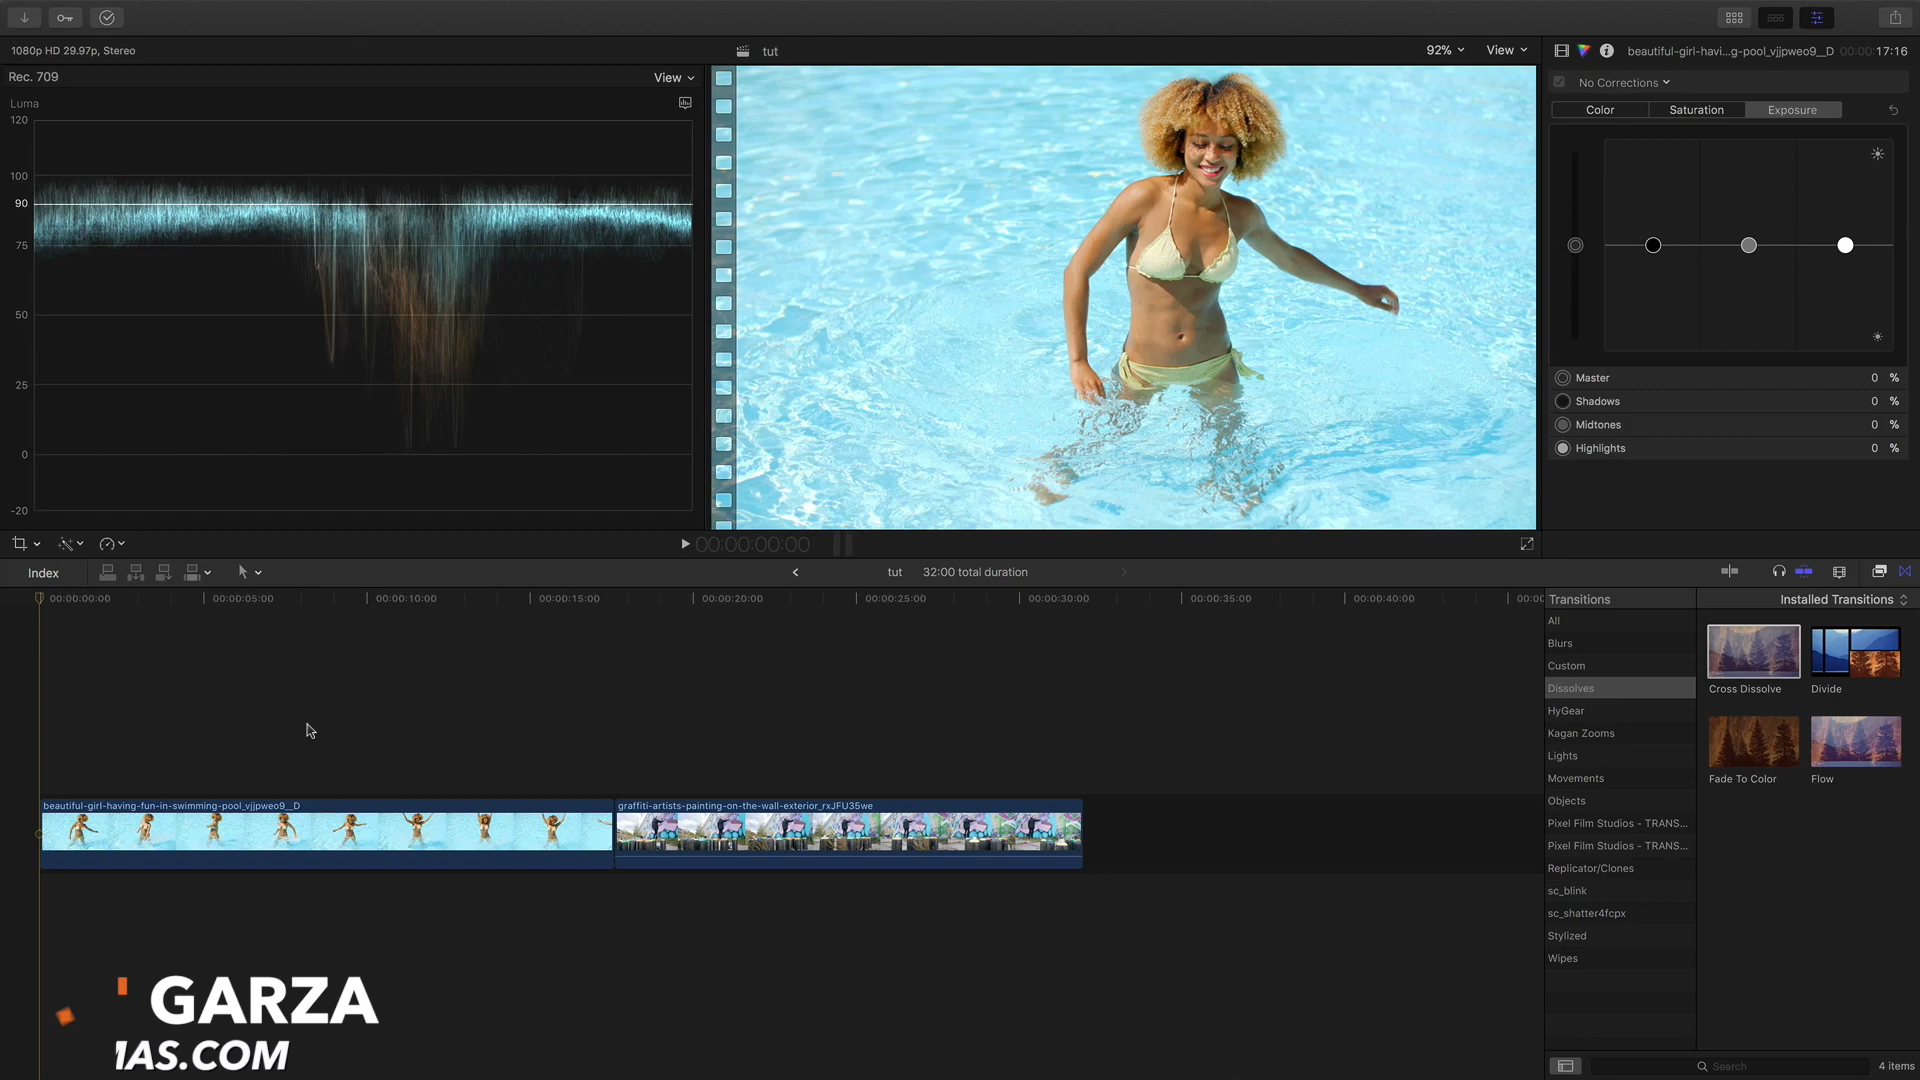 1080p HD 29.97p, Stereo
tut
92%
View
beautiful-girl-havi...g-pool_vjjpweo9__D
00:00:17:16
Rec. 709
View
No Corrections
Luma
Color
Saturation
Exposure
120
100
90
75
50
25
0
-20
Master 0 %
Shadows 0 %
Midtones 0 %
Highlights 0 %
00:00:00:00
Index
tut
32:00 total duration
00:00:00:00
00:00:05:00
00:00:10:00
00:00:15:00
00:00:20:00
00:00:25:00
00:00:30:00
00:00:35:00
00:00:40:00
00:00
Transitions
Installed Transitions
All
Blurs
Custom
Dissolves
HyGear
Kagan Zooms
Lights
Movements
Objects
Pixel Film Studios - TRANS...
Pixel Film Studios - TRANS...
Replicator/Clones
sc_blink
sc_shatter4fcpx
Stylized
Wipes
Cross Dissolve
Divide
Fade To Color
Flow
beautiful-girl-having-fun-in-swimming-pool_vjjpweo9__D
graffiti-artists-painting-on-the-wall-exterior_rxJFU35we
GARZA
IAS.COM
Search
4 items